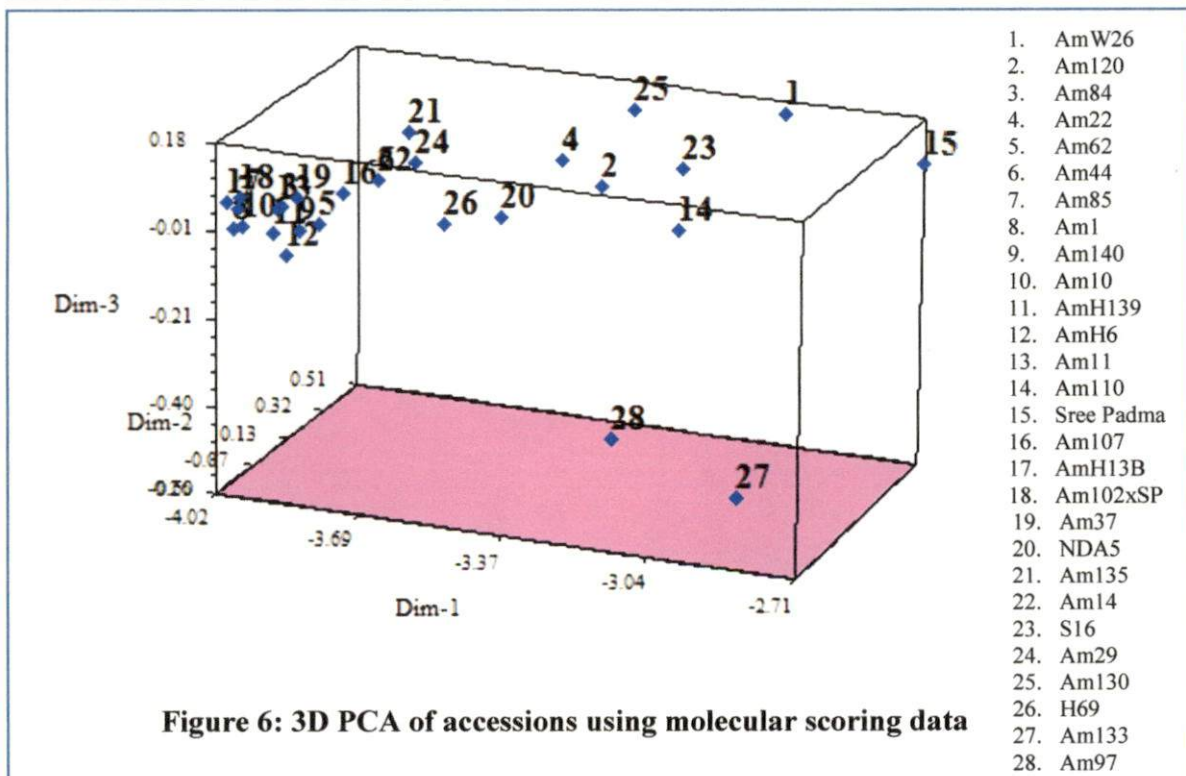 25
1
21
24
4
2
23
15
0.18
18
19
16
22
10
5
12
26
20
14
-0.01
Dim-3
-0.21
0.51
-0.40
0.32
Dim-2
0.13
28
27
-4.02
-3.69
-3.37
-3.04
-2.71
Dim-1
Figure 6: 3D PCA of accessions using molecular scoring data
1. AmW26
2. Am120
3. Am84
4. Am22
5. Am62
6. Am44
7. Am85
8. Am1
9. Am140
10. Am10
11. AmH139
12. AmH6
13. Am11
14. Am110
15. Sree Padma
16. Am107
17. AmH13B
18. Am102xSP
19. Am37
20. NDA5
21. Am135
22. Am14
23. S16
24. Am29
25. Am130
26. H69
27. Am133
28. Am97